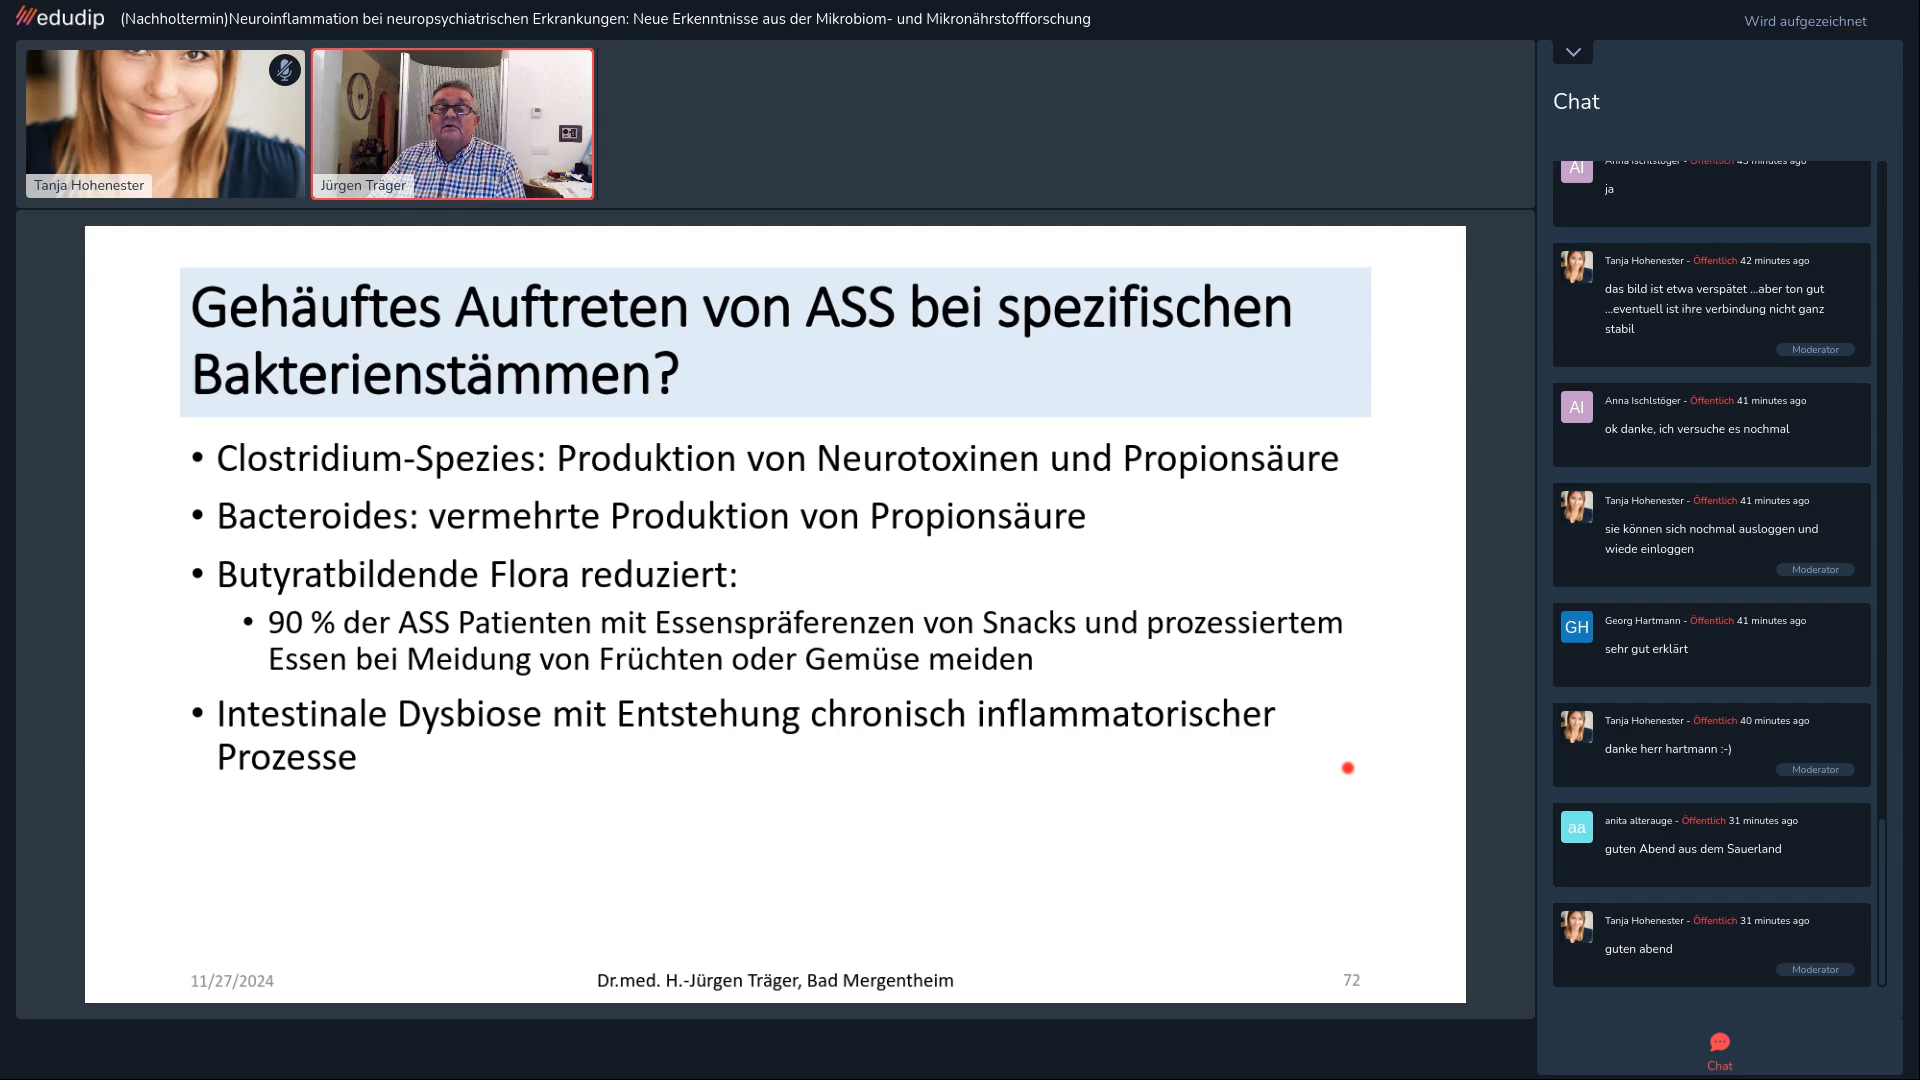 edudip
(Nachholtermin)Neuroinflammation bei neuropsychiatrischen Erkrankungen: Neue Erkenntnisse aus der Mikrobiom- und Mikronährstoffforschung
Wird aufgezeichnet
Tanja Hohenester
Jürgen Träger
Gehäuftes Auftreten von ASS bei spezifischen
Bakterienstämmen?
• Clostridium-Spezies: Produktion von Neurotoxinen und Propionsäure
• Bacteroides: vermehrte Produktion von Propionsäure
• Butyratbildende Flora reduziert:
• 90 % der ASS Patienten mit Essenspräferenzen von Snacks und prozessiertem
Essen bei Meidung von Früchten oder Gemüse meiden
• Intestinale Dysbiose mit Entstehung chronisch inflammatorischer
Prozesse
11/27/2024
Dr.med. H.-Jürgen Träger, Bad Mergentheim
72
Chat
AI
Anna Ischlstöger - Öffentlich 43 minutes ago
ja
Tanja Hohenester - Öffentlich 42 minutes ago
das bild ist etwa verspätet ...aber ton gut
...eventuell ist ihre verbindung nicht ganz
stabil
Moderator
AI
Anna Ischlstöger - Öffentlich 41 minutes ago
ok danke, ich versuche es nochmal
Tanja Hohenester - Öffentlich 41 minutes ago
sie können sich nochmal ausloggen und
wiede einloggen
Moderator
GH
Georg Hartmann - Öffentlich 41 minutes ago
sehr gut erklärt
Tanja Hohenester - Öffentlich 40 minutes ago
danke herr hartmann :-)
Moderator
aa
anita alterauge - Öffentlich 31 minutes ago
guten Abend aus dem Sauerland
Tanja Hohenester - Öffentlich 31 minutes ago
guten abend
Moderator
Chat